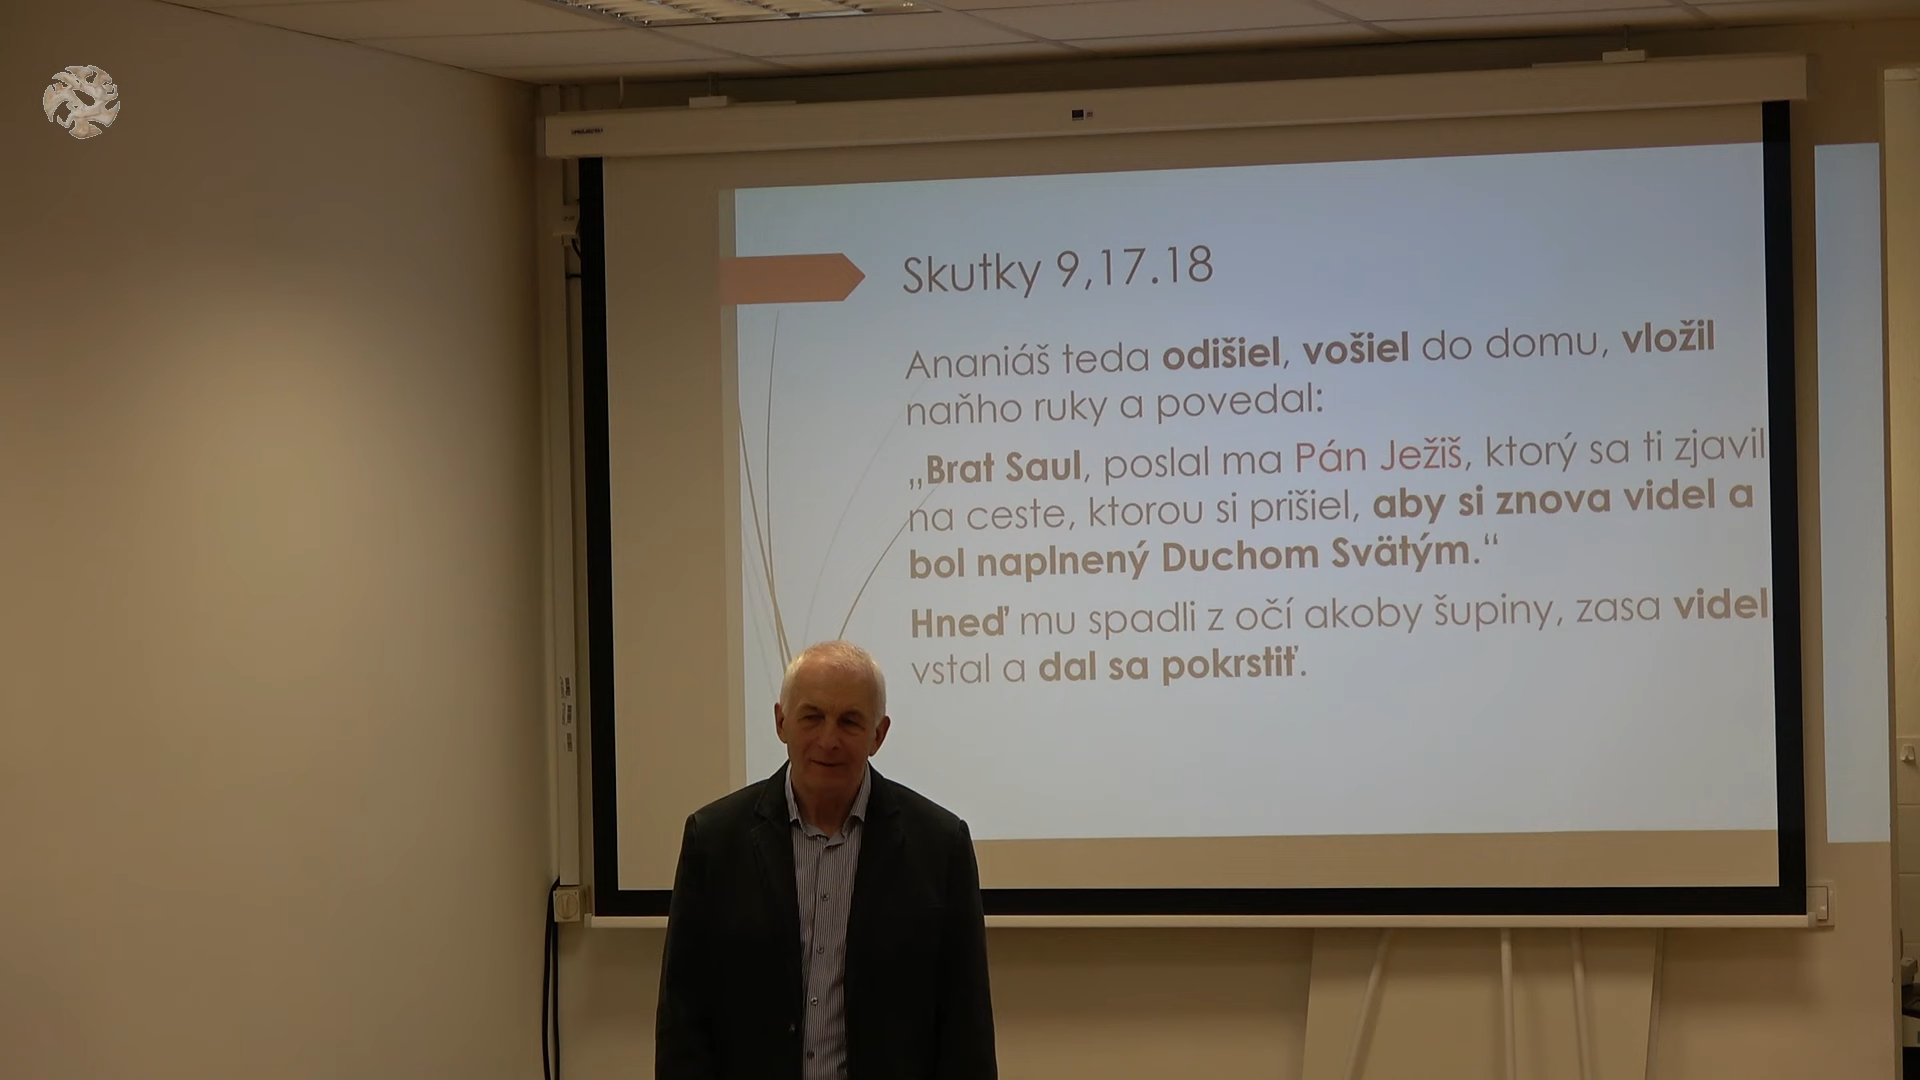 Skutky 9,17.18
Ananiáš teda odišiel, vošiel do domu, vložil
naňho ruky a povedal:
„Brat Saul, poslal ma Pán Ježiš, ktorý sa ti zjavil
na ceste, ktorou si prišiel, aby si znova videl a
bol naplnený Duchom Svätým.“
Hneď mu spadli z očí akoby šupiny, zasa videl
vstal a dal sa pokrstiť.